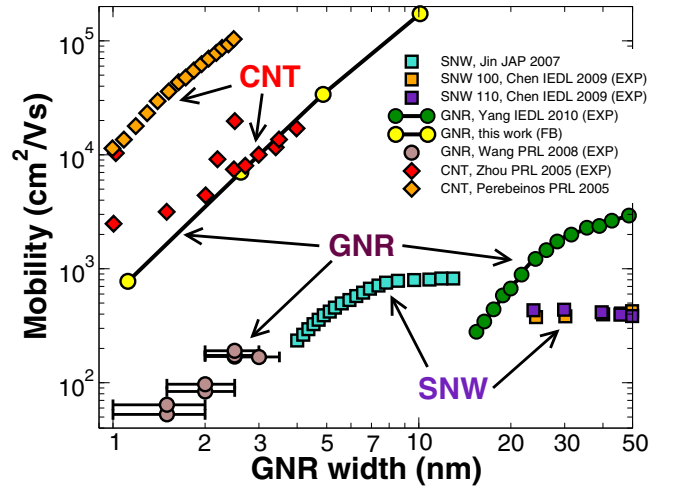 10^5
10^4
10^3
10^2
Mobility (cm^2/Vs)
SNW, Jin JAP 2007
SNW 100, Chen IEDL 2009 (EXP)
SNW 110, Chen IEDL 2009 (EXP)
GNR, Yang IEDL 2010 (EXP)
GNR, this work (FB)
GNR, Wang PRL 2008 (EXP)
CNT, Zhou PRL 2005 (EXP)
CNT, Perebeinos PRL 2005
CNT
GNR
SNW
1 2 3 5 7 10 20 30 50
GNR width (nm)